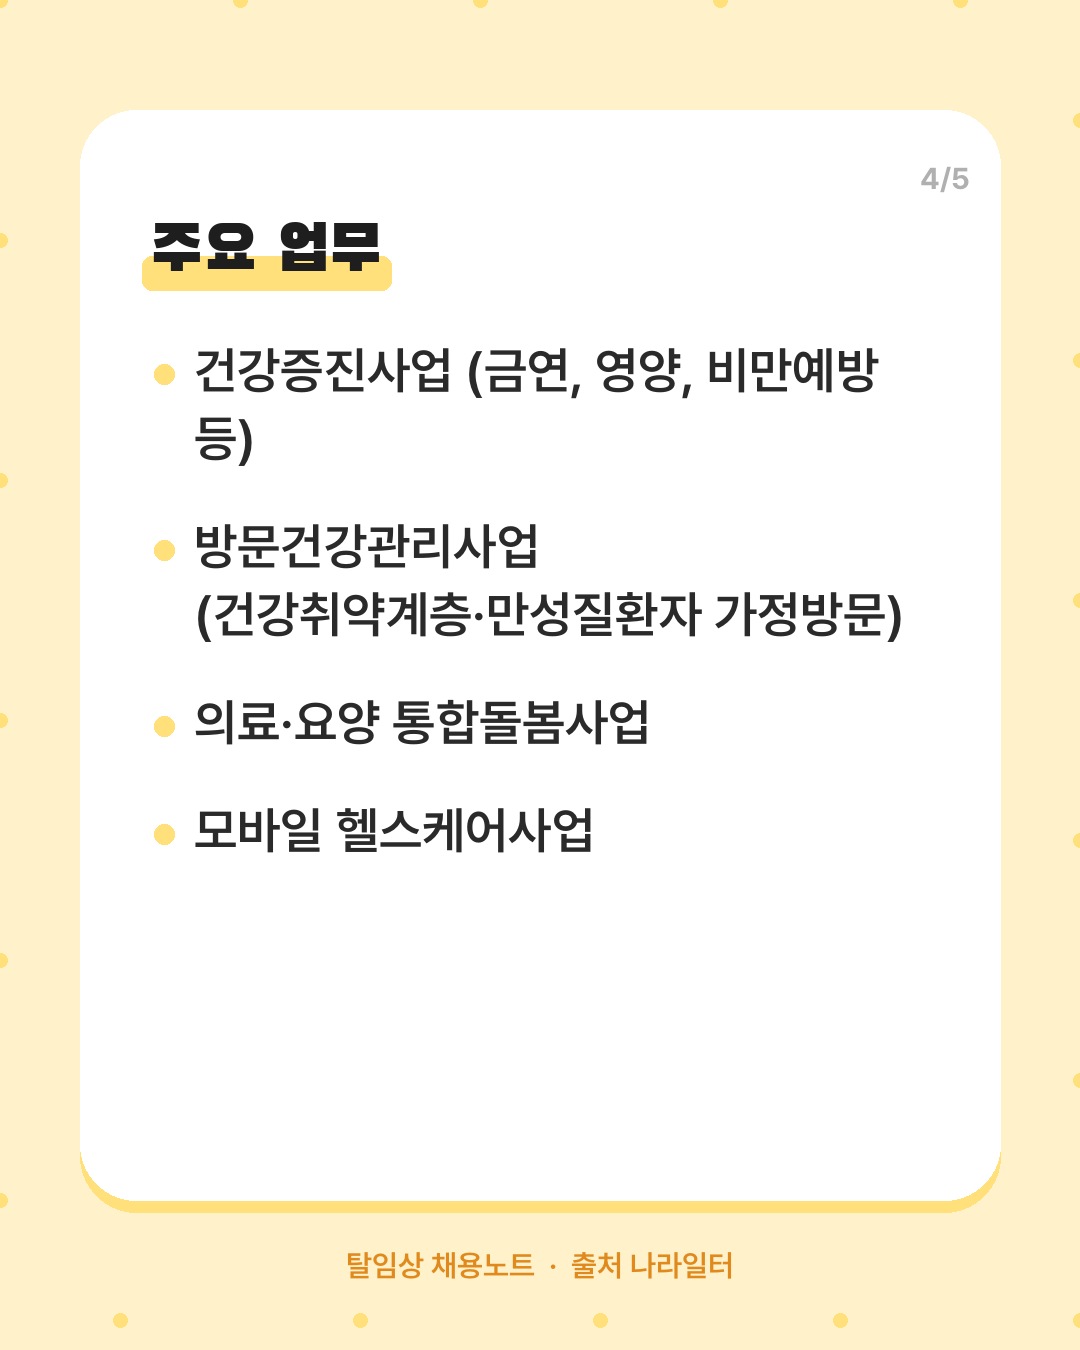 4/5
주요 업무
건강증진사업 (금연, 영양, 비만예방
등)
방문건강관리사업
(건강취약계층·만성질환자 가정방문)
의료·요양 통합돌봄사업
모바일 헬스케어사업
탈임상 채용노트 · 출처 나라일터